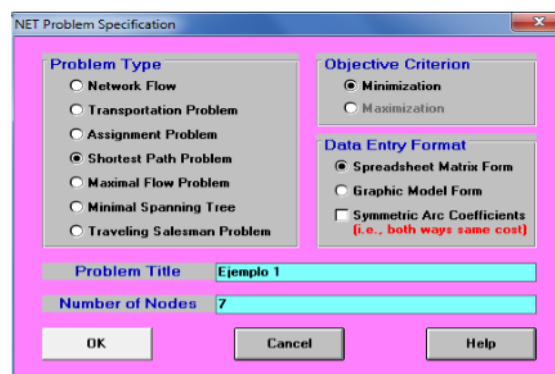 NET Problem Specification
Problem Type
Network Flow
Transportation Problem
Assignment Problem
Shortest Path Problem
Maximal Flow Problem
Minimal Spanning Tree
Traveling Salesman Problem
Objective Criterion
Minimization
Maximization
Data Entry Format
Spreadsheet Matrix Form
Graphic Model Form
Symmetric Arc Coefficients
(i.e., both ways same cost)
Problem Title Ejemplo 1
Number of Nodes 7
OK Cancel Help